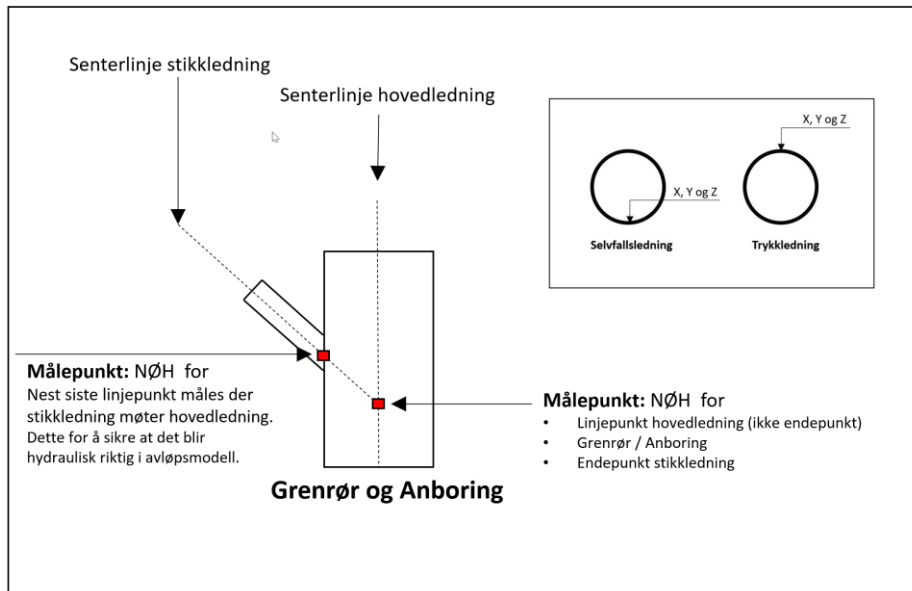 Senterlinje stikkledning
Senterlinje hovedledning
X, Y og Z
X, Y og Z
Selvfallsledning
Trykkledning
Målepunkt: NØH for
Nest siste linjepunkt måles der
stikkledning møter hovedledning.
Dette for å sikre at det blir
hydraulisk riktig i avløpsmodell.
Målepunkt: NØH for
• Linjepunkt hovedledning (ikke endepunkt)
• Grenrør / Anboring
• Endepunkt stikkledning
Grenrør og Anboring